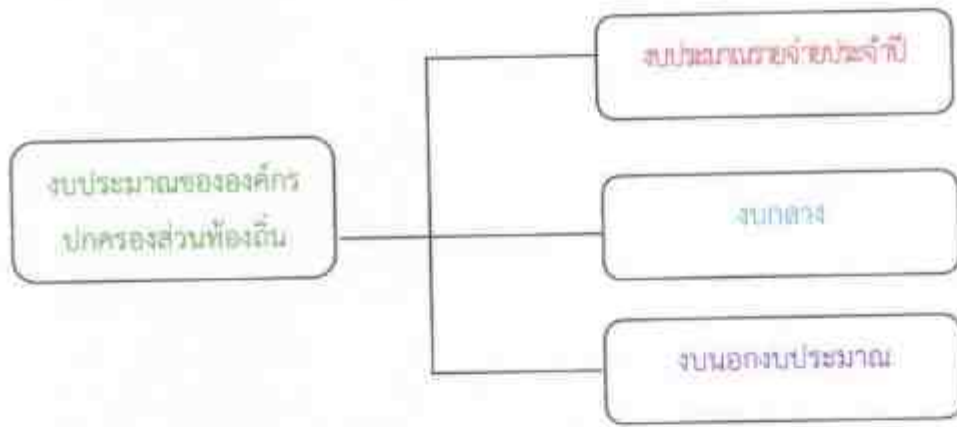 งบประมาณรายจ่ายประจำปี
งบประมาณขององค์กร
ปกครองส่วนท้องถิ่น
งบกลาง
งบนอกงบประมาณ